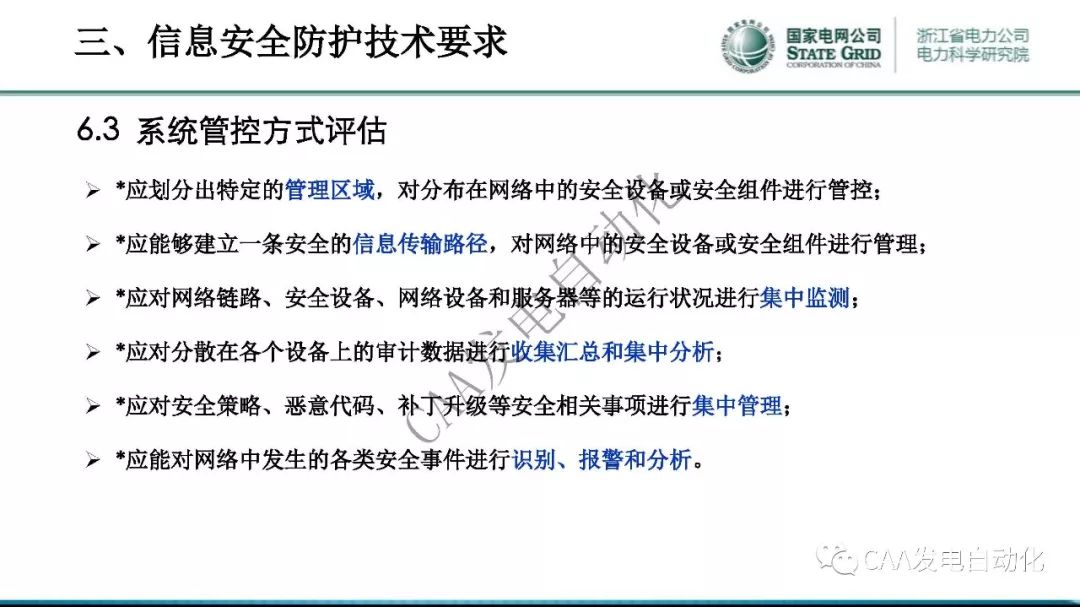 三、信息安全防护技术要求
国家电网公司
STATE GRID
CORPORATION OF CHINA
浙江省电力公司
电力科学研究院
6.3 系统管控方式评估
➢ *应划分出特定的管理区域，对分布在网络中的安全设备或安全组件进行管控；
➢ *应能够建立一条安全的信息传输路径，对网络中的安全设备或安全组件进行管理；
➢ *应对网络链路、安全设备、网络设备和服务器等的运行状况进行集中监测；
➢ *应对分散在各个设备上的审计数据进行收集汇总和集中分析；
➢ *应对安全策略、恶意代码、补丁升级等安全相关事项进行集中管理；
➢ *应能对网络中发生的各类安全事件进行识别、报警和分析。
CAA发电自动化
CAA发电自动化